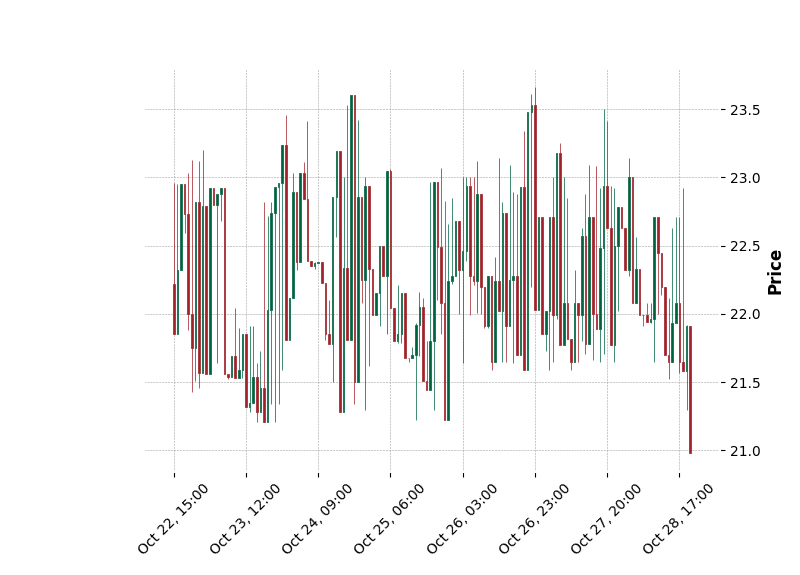 23.5
23.0
22.5
22.0
21.5
21.0
Price
Oct 22, 15:00
Oct 23, 12:00
Oct 24, 09:00
Oct 25, 06:00
Oct 26, 03:00
Oct 26, 23:00
Oct 27, 20:00
Oct 28, 17:00